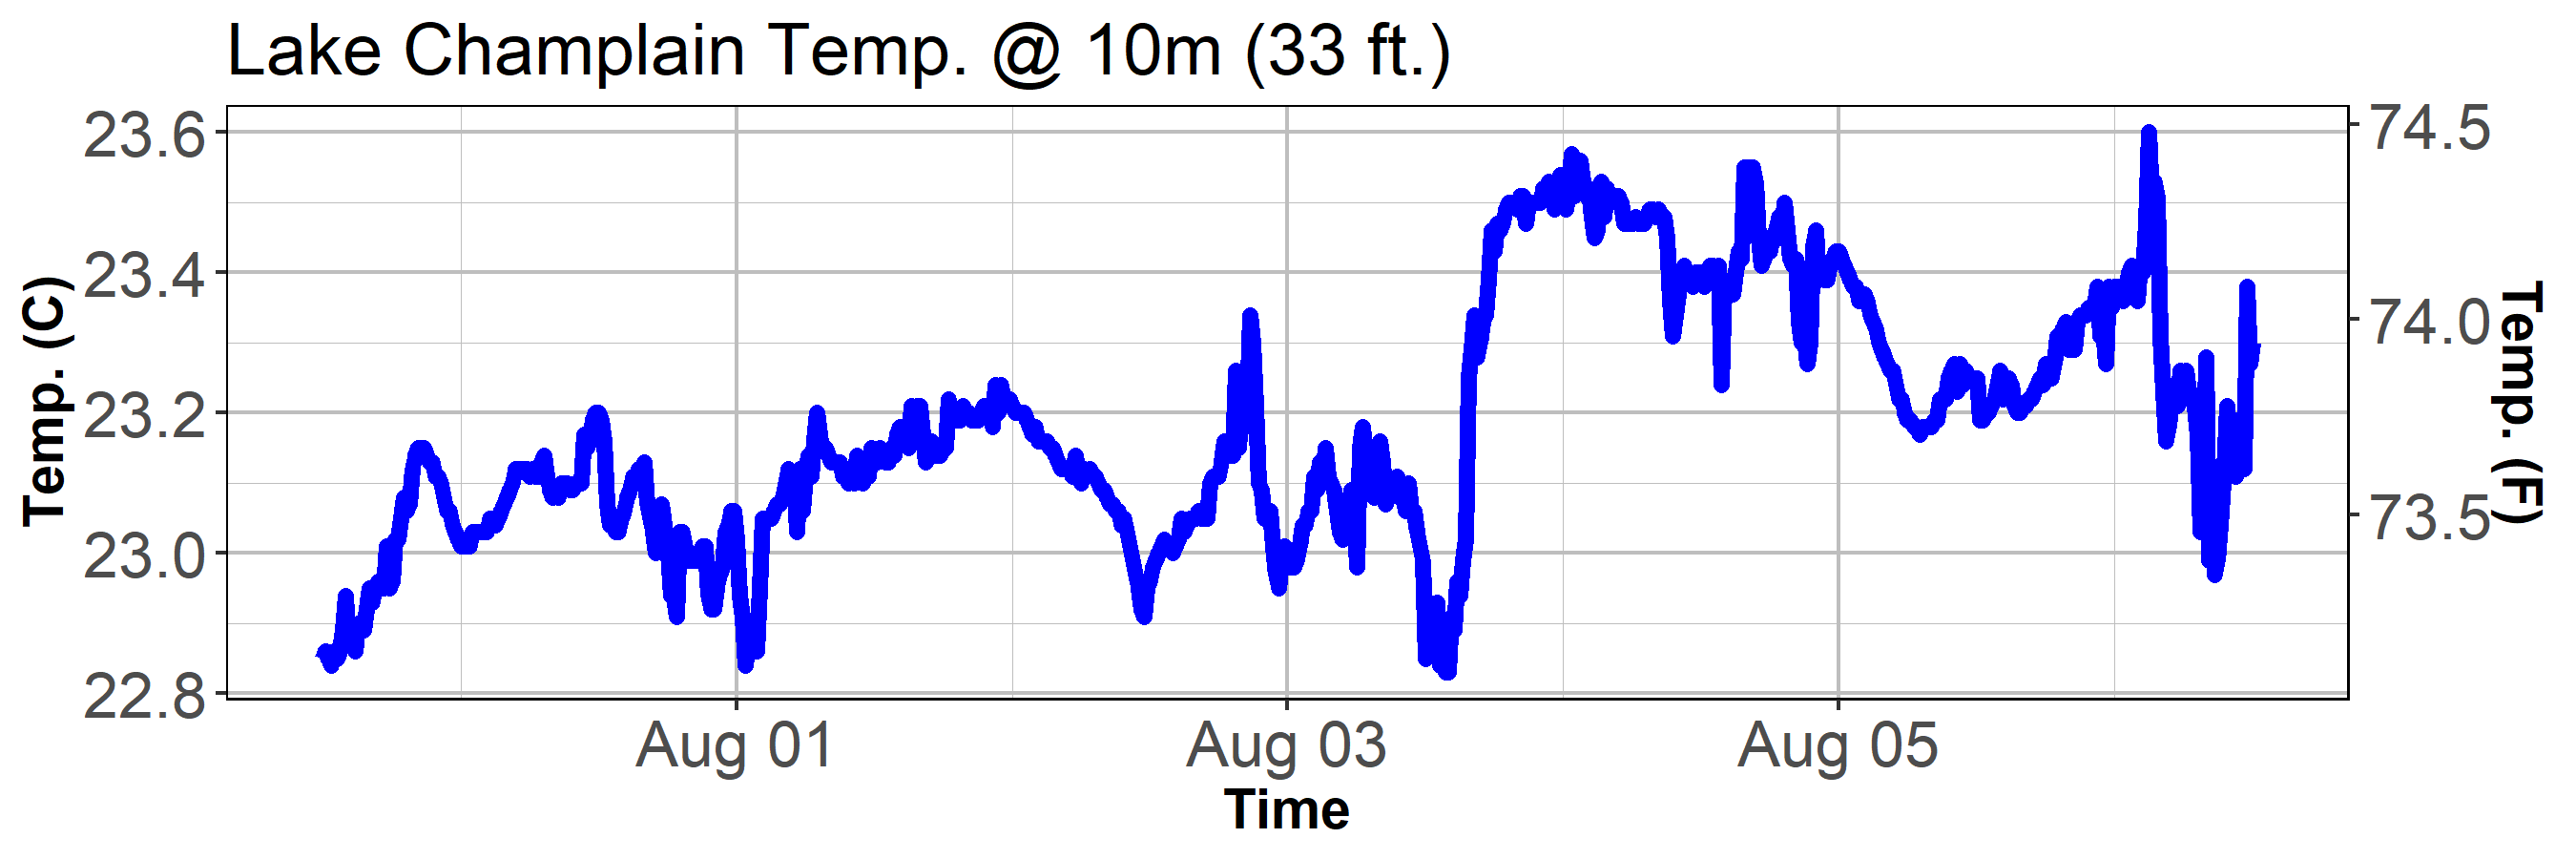 Lake Champlain Temp. @ 10m (33 ft.)
23.6
23.4
23.2
23.0
22.8
Temp. (C)
74.5
74.0
73.5
Temp. (F)
Aug 01 Aug 03 Aug 05
Time